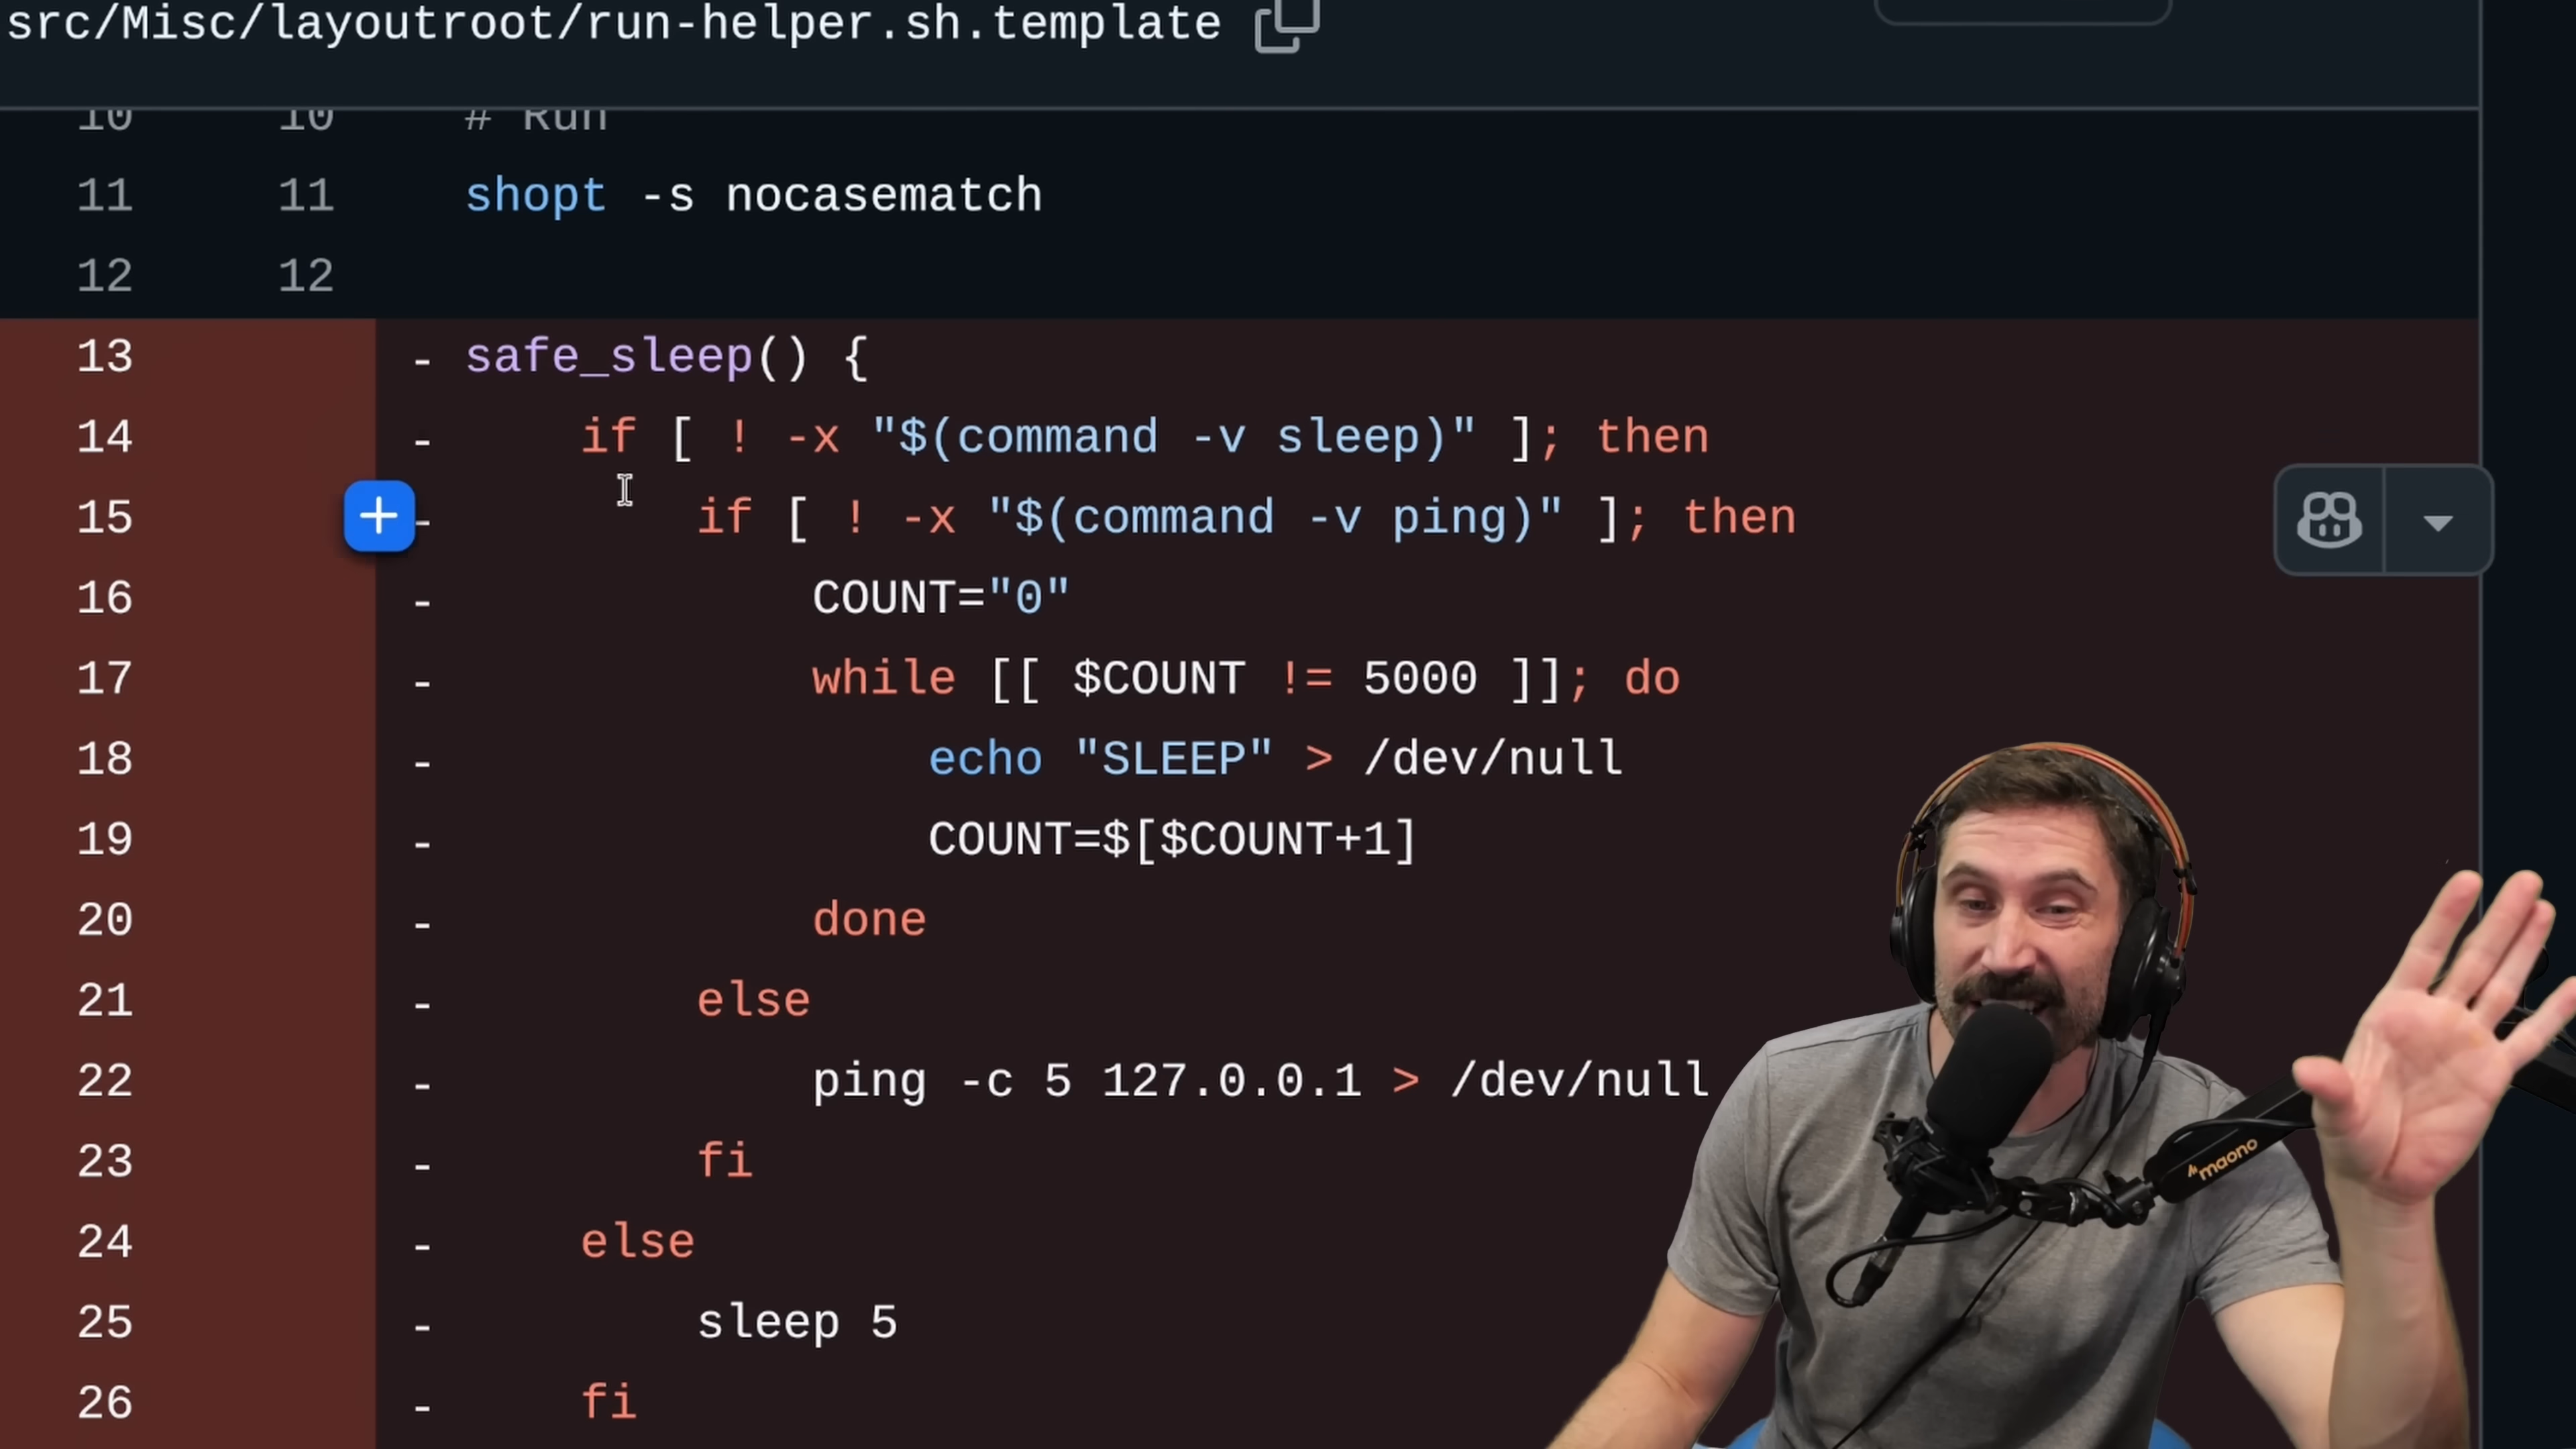 src/Misc/layoutroot/run-helper.sh.template
10 10 # Run
11 11 shopt -s nocasematch
12 12
13 - safe_sleep() {
14 - if [ ! -x "$(command -v sleep)" ]; then
15 - if [ ! -x "$(command -v ping)" ]; then
16 - COUNT="0"
17 - while [[ $COUNT != 5000 ]]; do
18 - echo "SLEEP" > /dev/null
19 - COUNT=$[$COUNT+1]
20 - done
21 - else
22 - ping -c 5 127.0.0.1 > /dev/null
23 - fi
24 - else
25 - sleep 5
26 - fi
maono